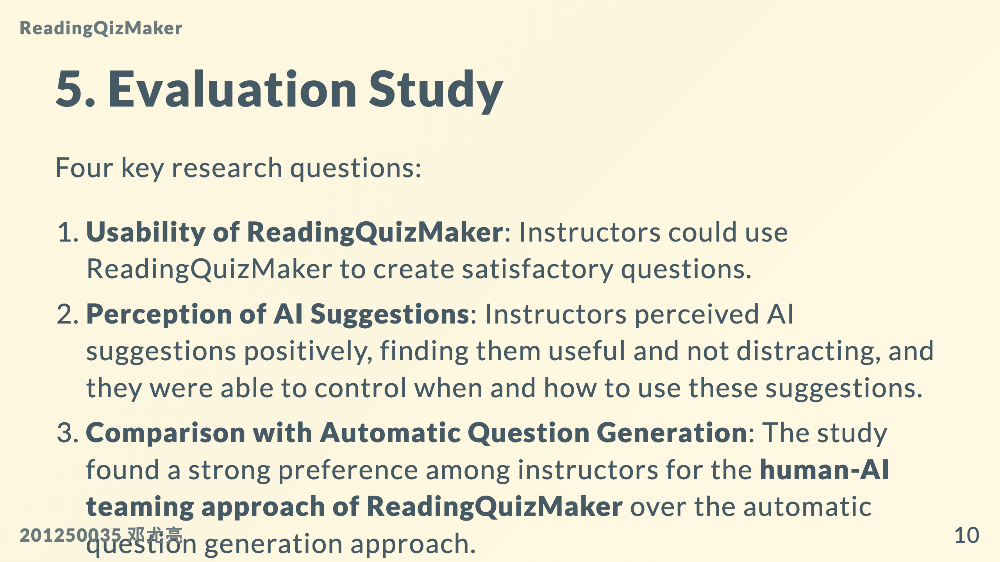 ReadingQizMaker
5. Evaluation Study
Four key research questions:
1. Usability of ReadingQuizMaker: Instructors could use
ReadingQuizMaker to create satisfactory questions.
2. Perception of AI Suggestions: Instructors perceived AI
suggestions positively, finding them useful and not distracting, and
they were able to control when and how to use these suggestions.
3. Comparison with Automatic Question Generation: The study
found a strong preference among instructors for the human-AI
teaming approach of ReadingQuizMaker over the automatic
question generation approach.
201250035 邓尤亮
10